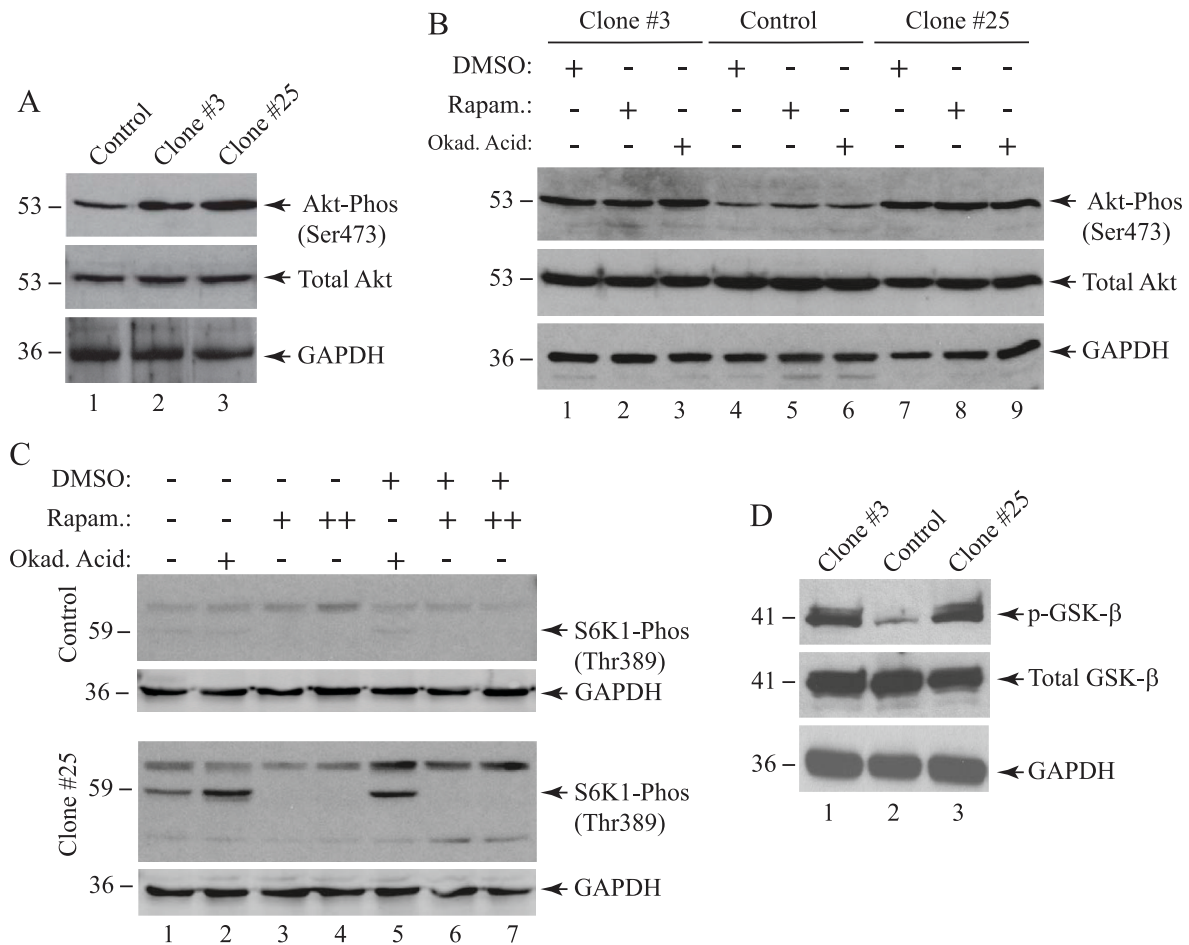 A
Control
Clone #3
Clone #25
53 – Akt-Phos
(Ser473)
53 – Total Akt
36 – GAPDH
1 2 3
B
Clone #3 Control Clone #25
DMSO: + - - + - - + - -
Rapam.: - + - - + - - + -
Okad. Acid: - - + - - + - - +
53 – Akt-Phos
(Ser473)
53 – Total Akt
36 – GAPDH
1 2 3 4 5 6 7 8 9
C
DMSO: - - - - + + +
Rapam.: - - + ++ - + ++
Okad. Acid: - + - - + - -
Control
59 – S6K1-Phos
(Thr389)
36 – GAPDH
Clone #25
59 – S6K1-Phos
(Thr389)
36 – GAPDH
1 2 3 4 5 6 7
D
Clone #3
Control
Clone #25
41 – p-GSK-β
41 – Total GSK-β
36 – GAPDH
1 2 3